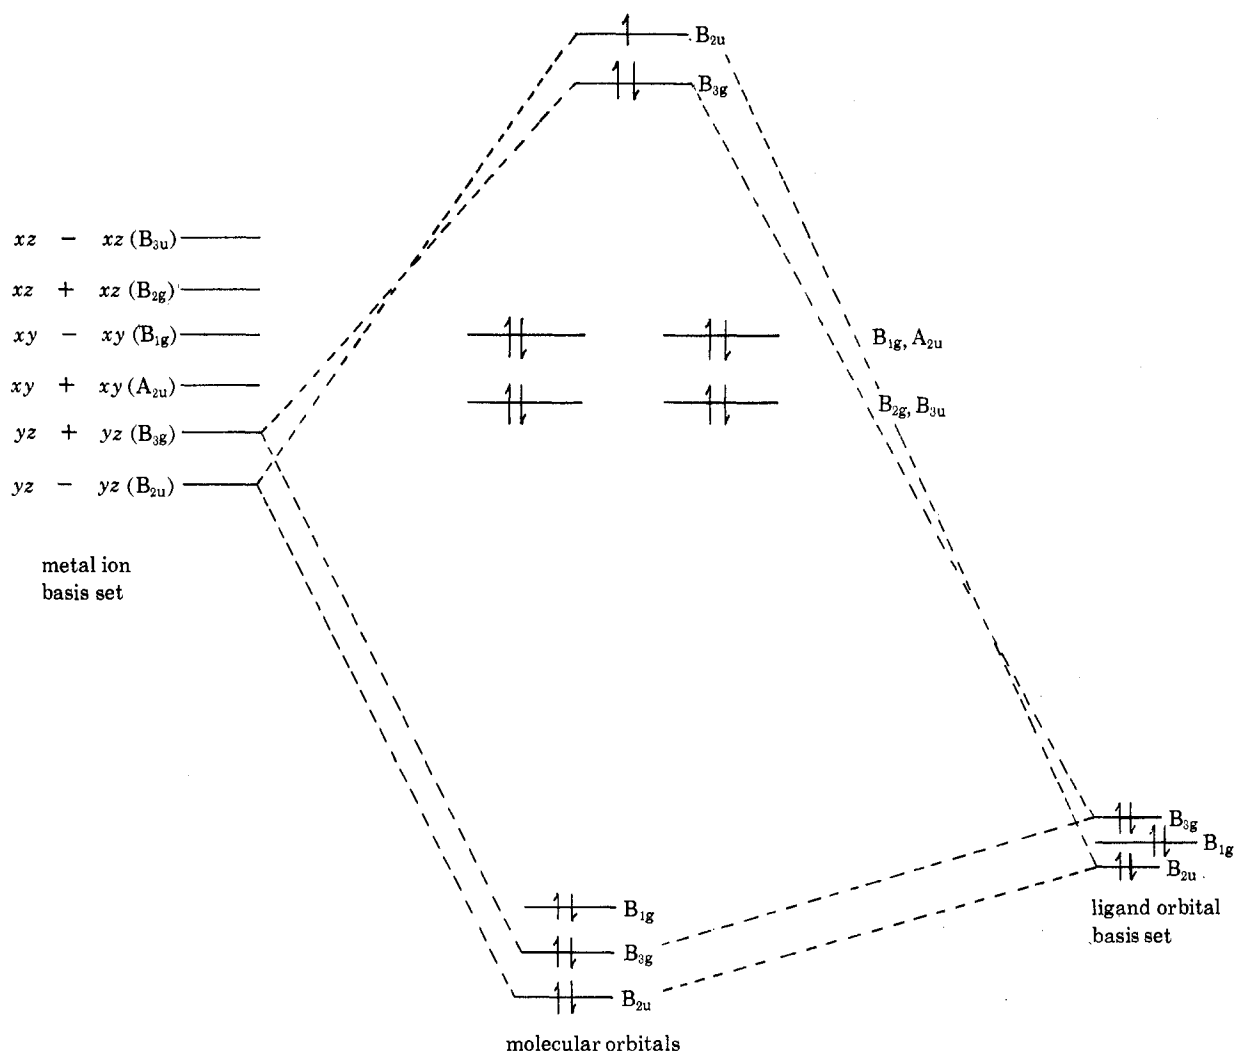 B₂ᵤ
B₃g
xz − xz (B₃ᵤ)
xz + xz (B₂g)
xy − xy (B₁g)
B₁g, A₂ᵤ
xy + xy (A₂ᵤ)
B₂g, B₃ᵤ
yz + yz (B₃g)
yz − yz (B₂ᵤ)
metal ion
basis set
B₃g
B₁g
B₂ᵤ
ligand orbital
basis set
B₁g
B₃g
B₂ᵤ
molecular orbitals